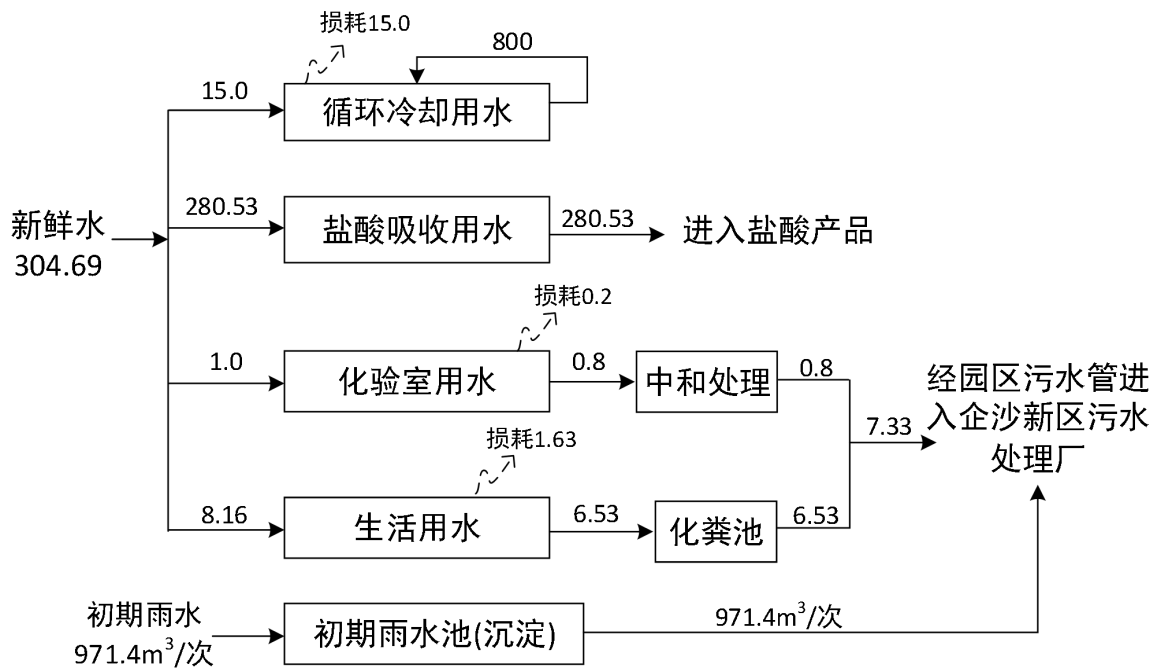 损耗15.0
800
15.0
循环冷却用水
新鲜水
304.69
280.53
盐酸吸收用水
280.53
进入盐酸产品
损耗0.2
1.0
化验室用水
0.8
中和处理
0.8
经园区污水管进
入企沙新区污水
处理厂
7.33
损耗1.63
8.16
生活用水
6.53
化粪池
6.53
初期雨水
971.4m³/次
初期雨水池(沉淀)
971.4m³/次